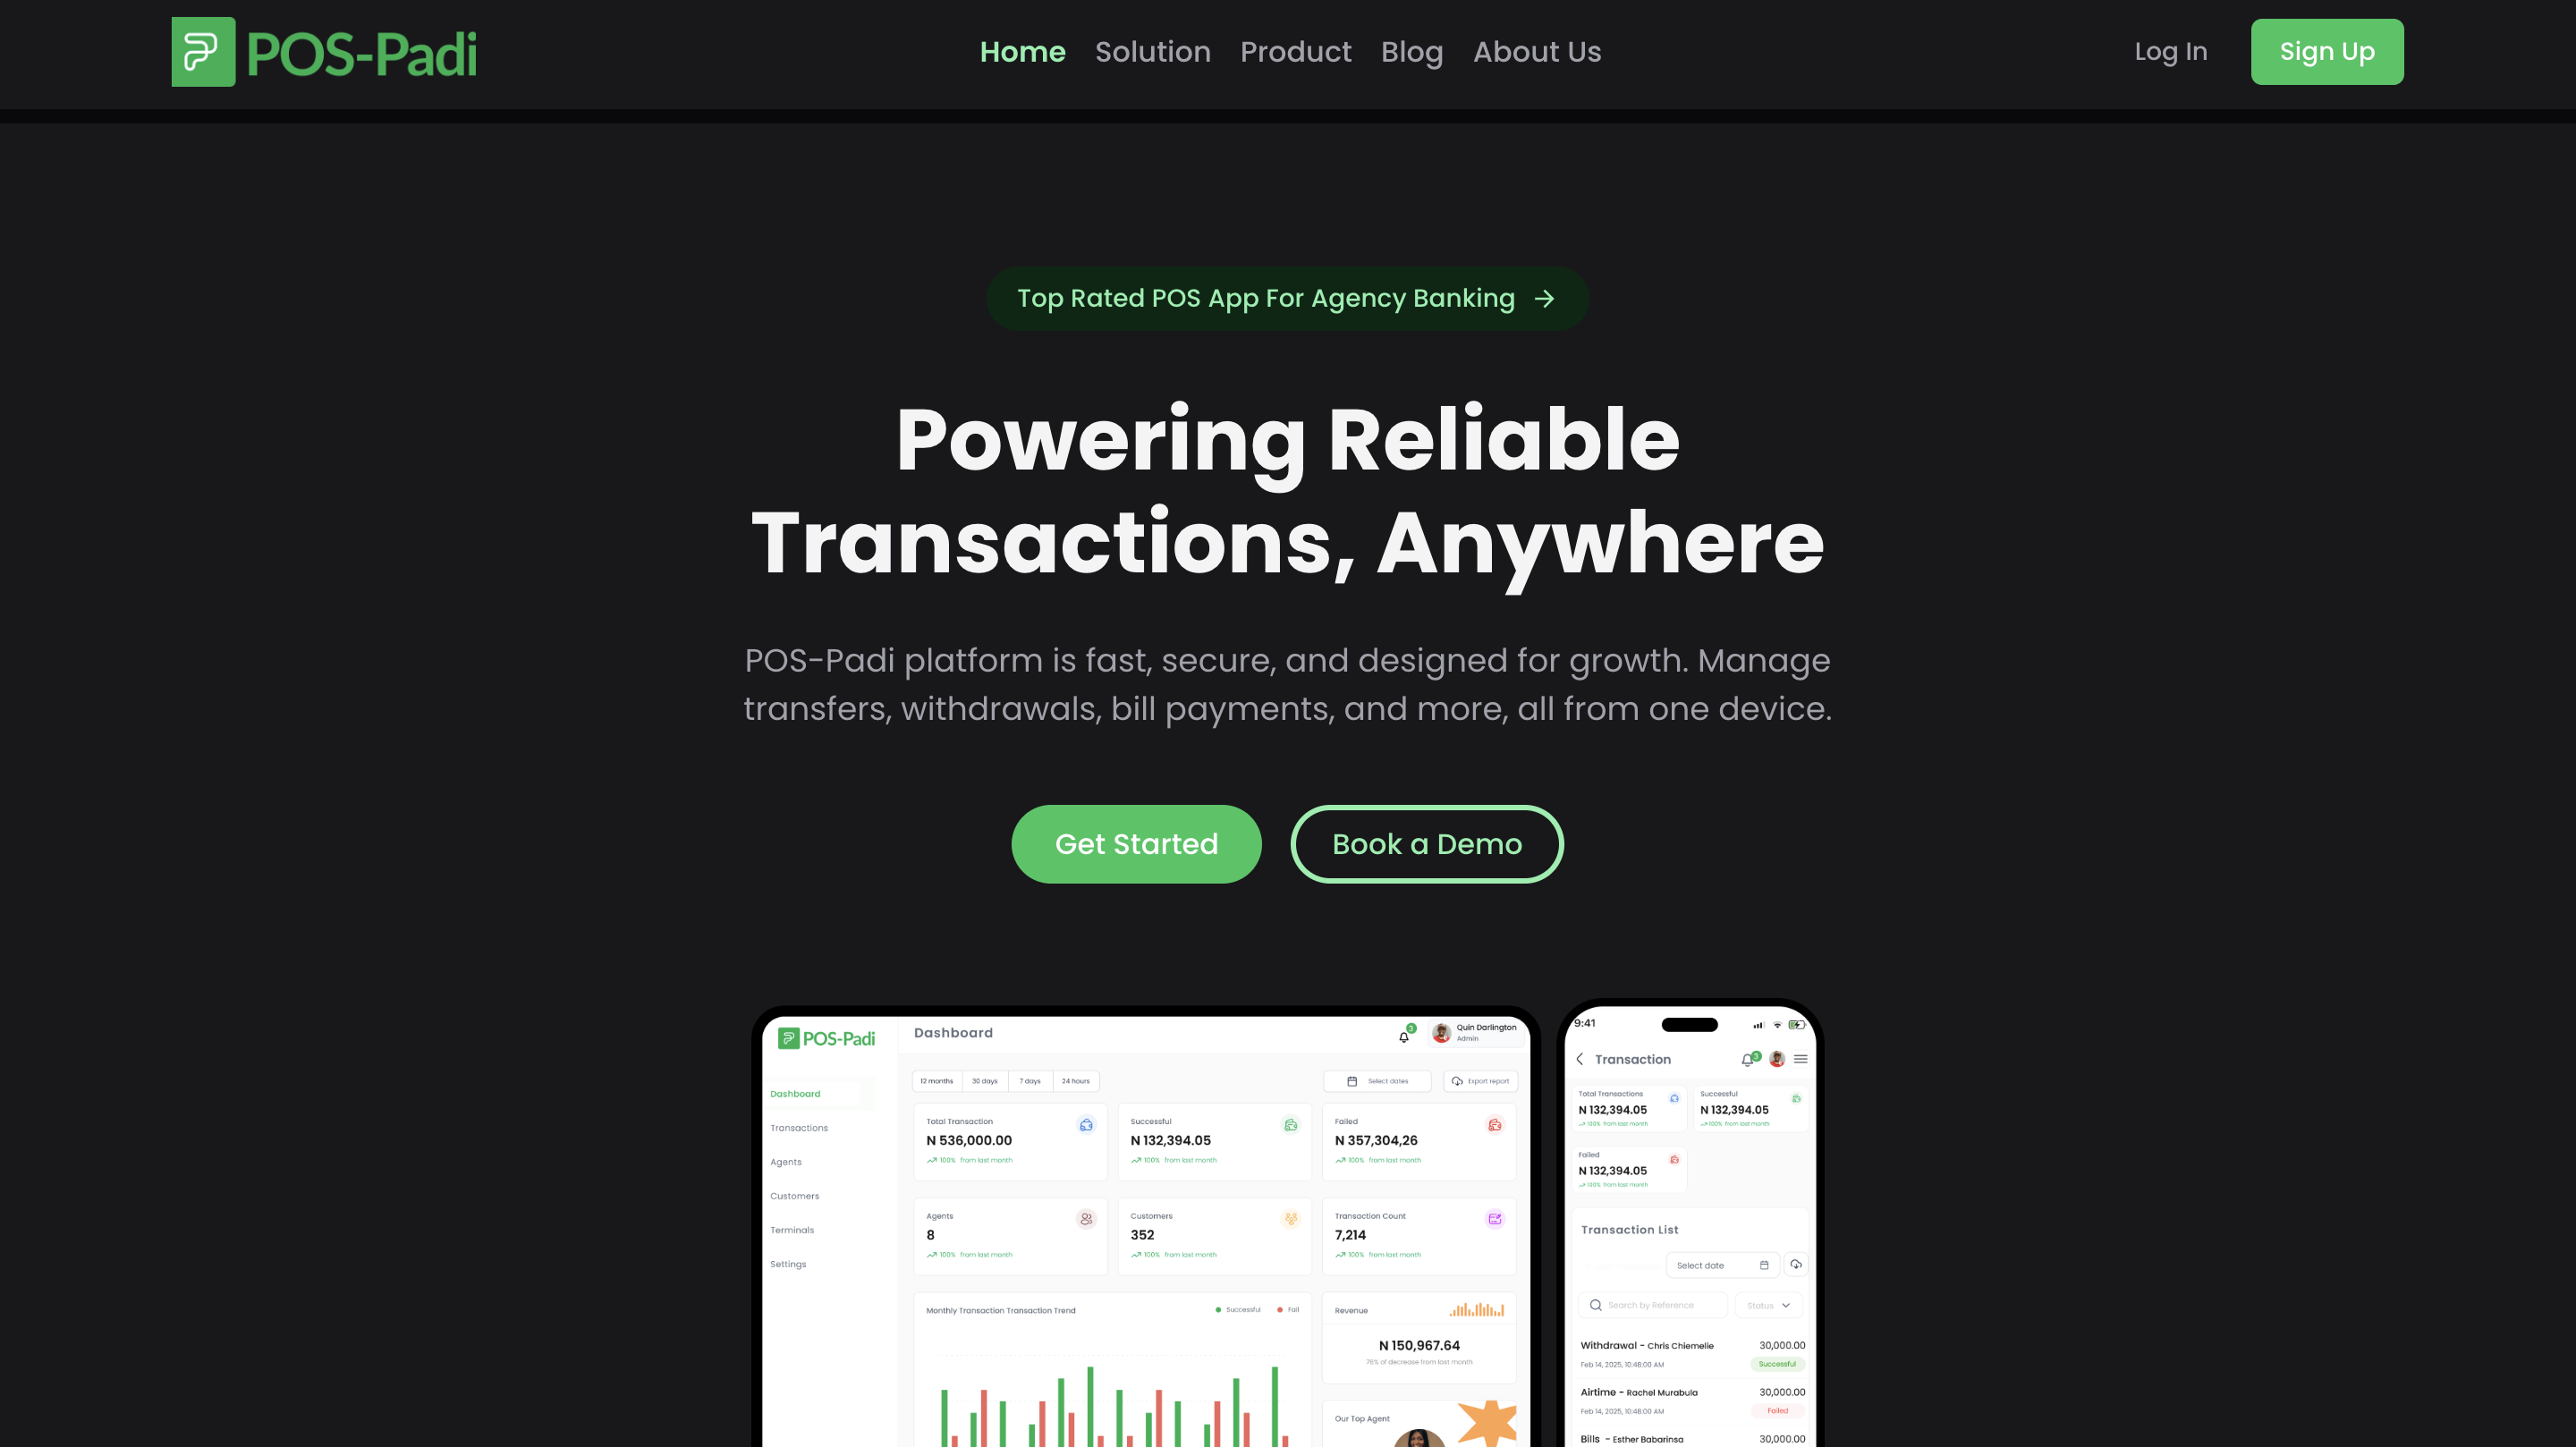 POS-Padi
Home Solution Product Blog About Us
Log In
Sign Up
Top Rated POS App For Agency Banking
Powering Reliable
Transactions, Anywhere
POS-Padi platform is fast, secure, and designed for growth. Manage
transfers, withdrawals, bill payments, and more, all from one device.
Get Started
Book a Demo
POS-Padi
Dashboard
Transactions
Agents
Customers
Terminals
Settings
Dashboard
3
Quin Darlington
Admin
12 months 30 days 7 days 24 hours
Select dates
Export report
Total Transaction
N 536,000.00
100% from last month
Successful
N 132,394.05
100% from last month
Failed
N 357,304,26
100% from last month
Agents
8
100% from last month
Customers
352
100% from last month
Transaction Count
7,214
100% from last month
Monthly Transaction Transaction Trend
Successful Fail
Revenue
N 150,967.64
76% of decrease from last month
Our Top Agent
9:41
Transaction
3
Total Transactions
N 132,394.05
100% from last month
Successful
N 132,394.05
100% from last month
Failed
N 132,394.05
100% from last month
Transaction List
Select date
Search by Reference
Status
Withdrawal - Chris Chiemelie 30,000.00
Feb 14, 2025, 10:48:00 AM Successful
Airtime - Rachel Murabula 30,000.00
Feb 14, 2025, 10:48:00 AM Failed
Bills - Esther Babarinsa 30,000.00